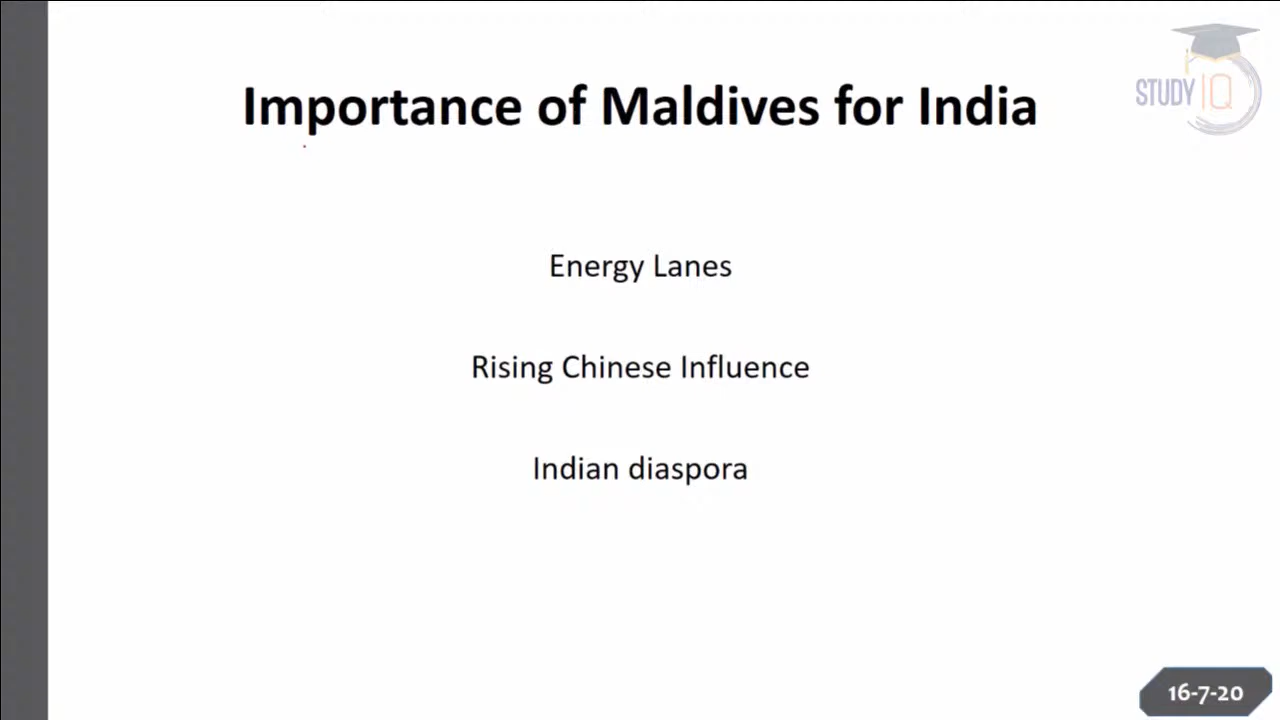 STUDY IQ
Importance of Maldives for India
Energy Lanes
Rising Chinese Influence
Indian diaspora
16-7-20